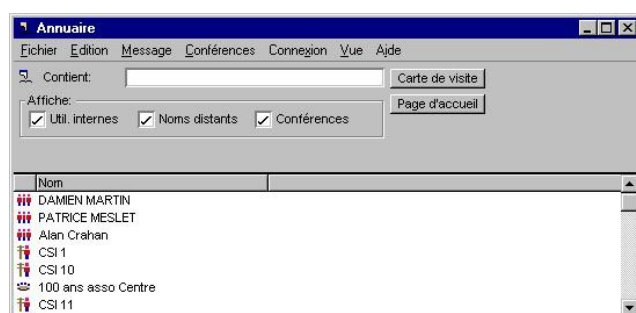 Annuaire
Fichier Edition Message Conférences Connexion Vue Ajde
Contient: Carte de visite
Affiche: Page d'accueil
Util. internes Noms distants Conférences
Nom
DAMIEN MARTIN
PATRICE MESLET
Alan Crahan
CSI 1
CSI 10
100 ans asso Centre
CSI 11